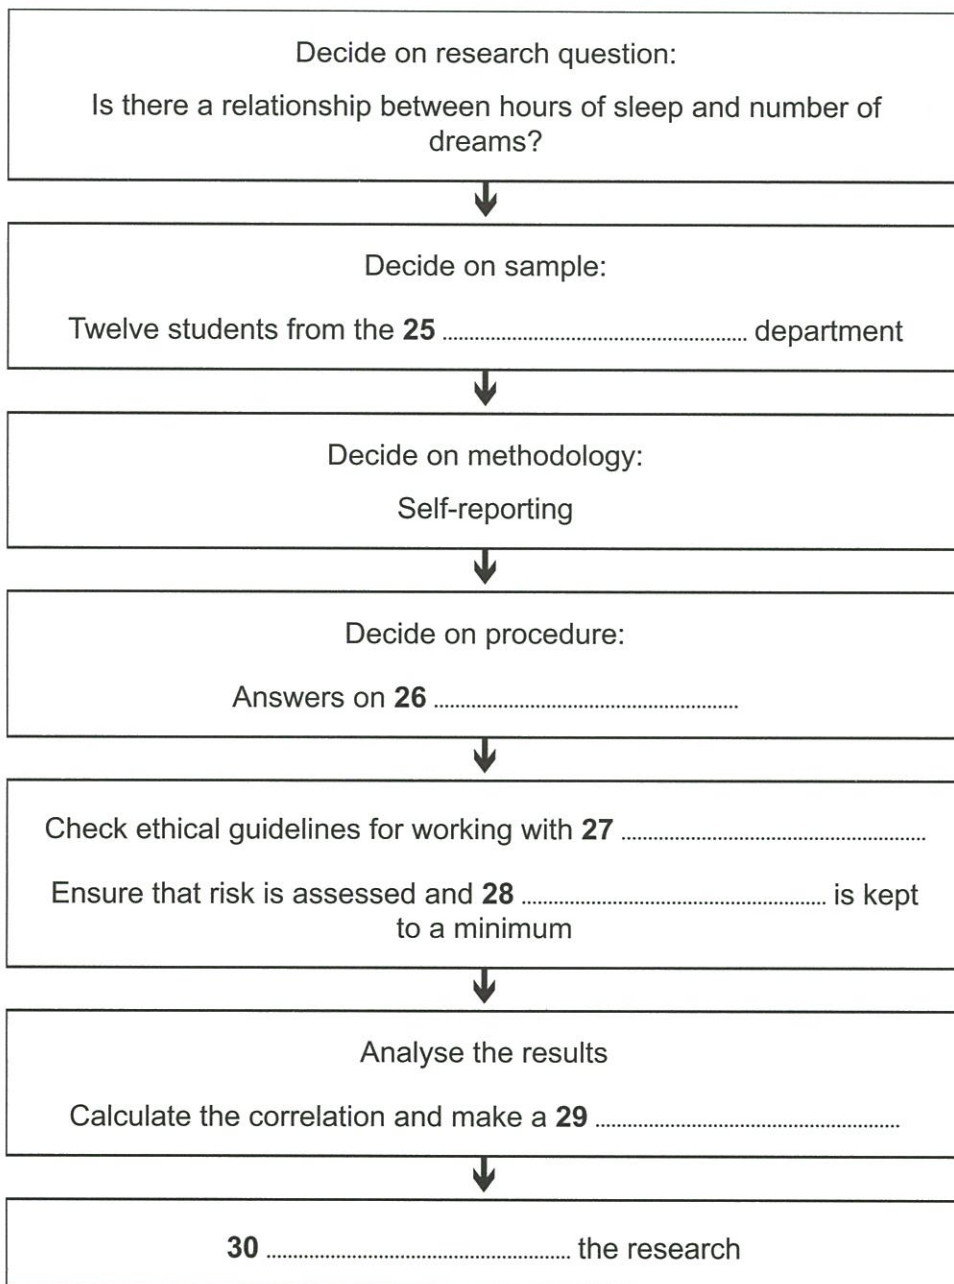 Decide on research question:
Is there a relationship between hours of sleep and number of
dreams?
Decide on sample:
Twelve students from the 25 .................................................. department
Decide on methodology:
Self-reporting
Decide on procedure:
Answers on 26 ..................................................
Check ethical guidelines for working with 27 ..................................................
Ensure that risk is assessed and 28 .................................................. is kept
to a minimum
Analyse the results
Calculate the correlation and make a 29 ..................................................
30 .................................................. the research